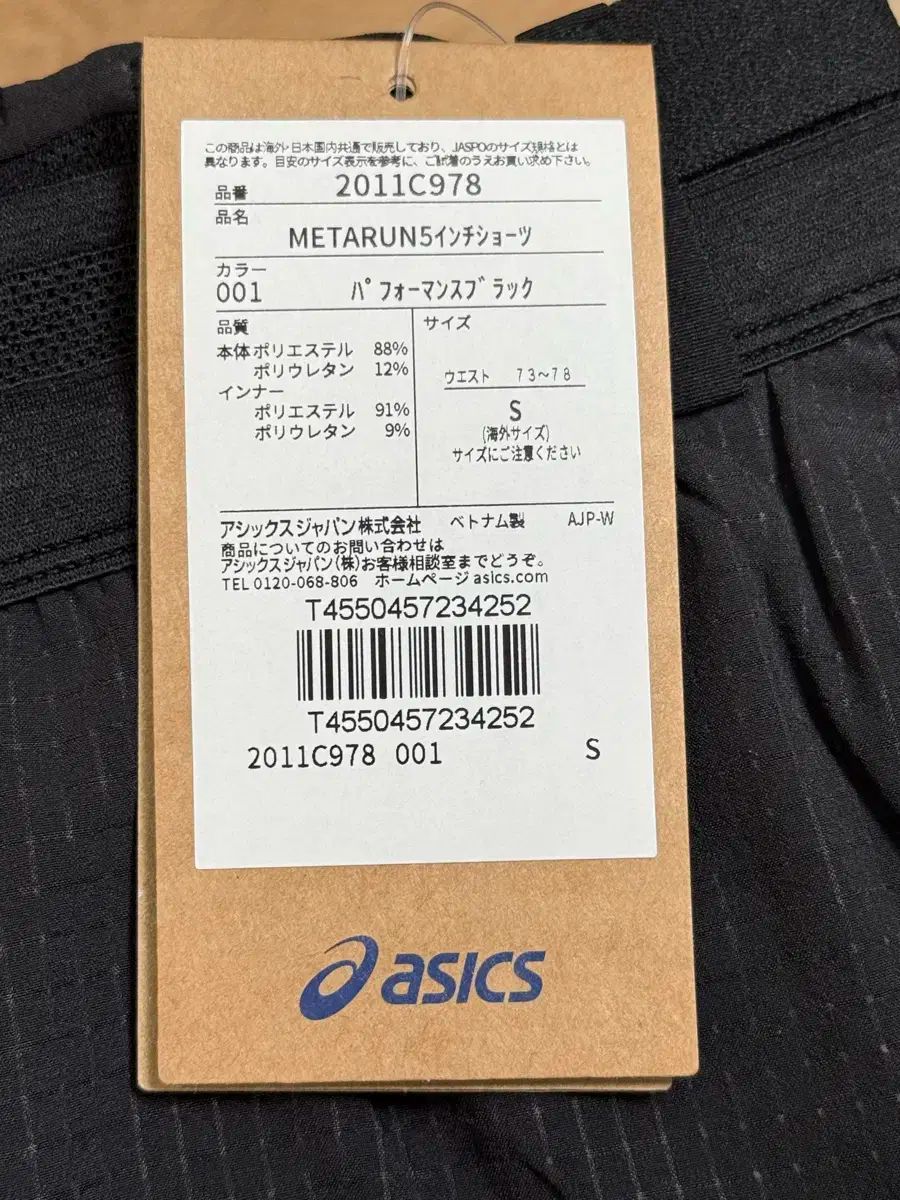 この商品は海外・日本国内共通で販売しており、JASPOのサイズ規格とは
異なります。目安のサイズ表示を参考に、ご試着のうえお買い求め下さい。
品番 2011C978
品名
METARUN5インチショーツ
カラー
001 パフォーマンスブラック
品質
本体 ポリエステル 88%
ポリウレタン 12%
インナー
ポリエステル 91%
ポリウレタン 9%
サイズ
ウエスト 73~78
S
(海外サイズ)
サイズにご注意ください
アシックスジャパン株式会社 ベトナム製 AJP-W
商品についてのお問い合わせは
アシックスジャパン(株)お客様相談室までどうぞ。
TEL 0120-068-806 ホームページ asics.com
T4550457234252
T4550457234252
2011C978 001 S
asics